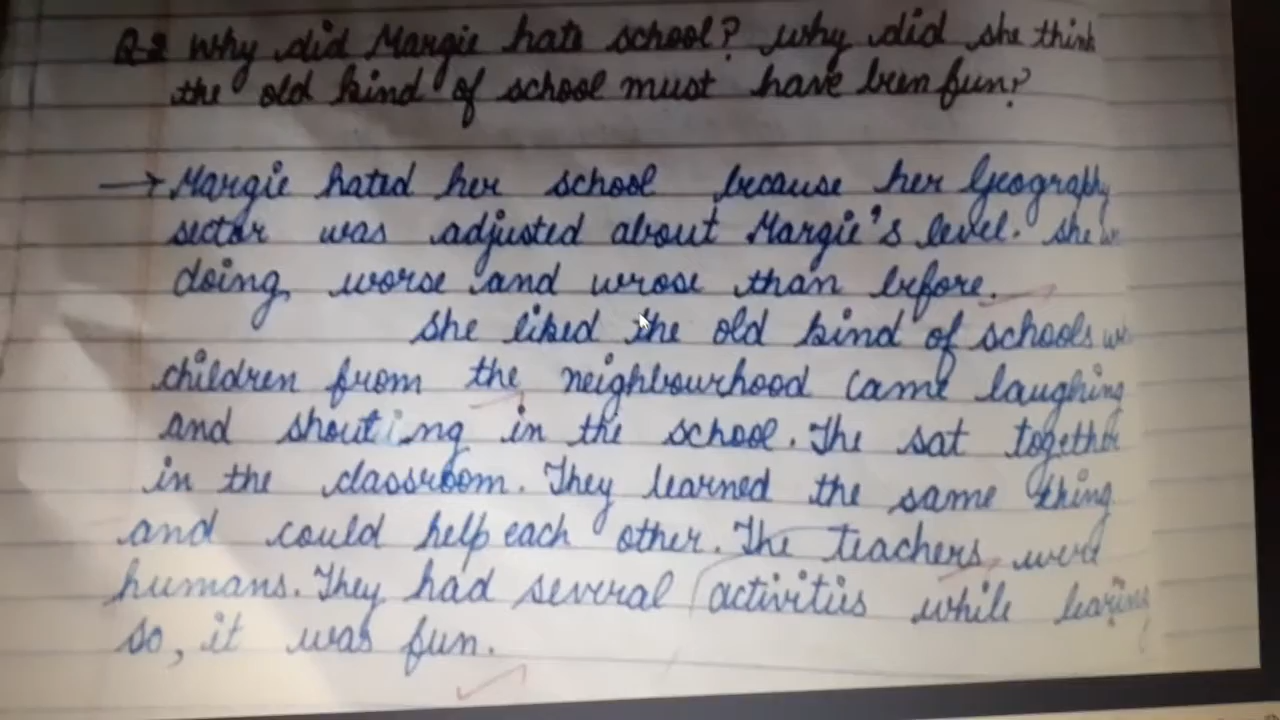 Q-2 Why did Margie hate school? why did she think
the old kind of school must have been fun?
→ Margie hated her school because her Geography
sector was adjusted about Margie's level. She
doing worse and wrose than before.
She liked the old kind of schools
children from the neighbourhood came laughing
and shouting in the school. The sat together
in the classroom. They learned the same thing
and could help each other. The teachers were
humans. They had several activities while learing
so, it was fun.